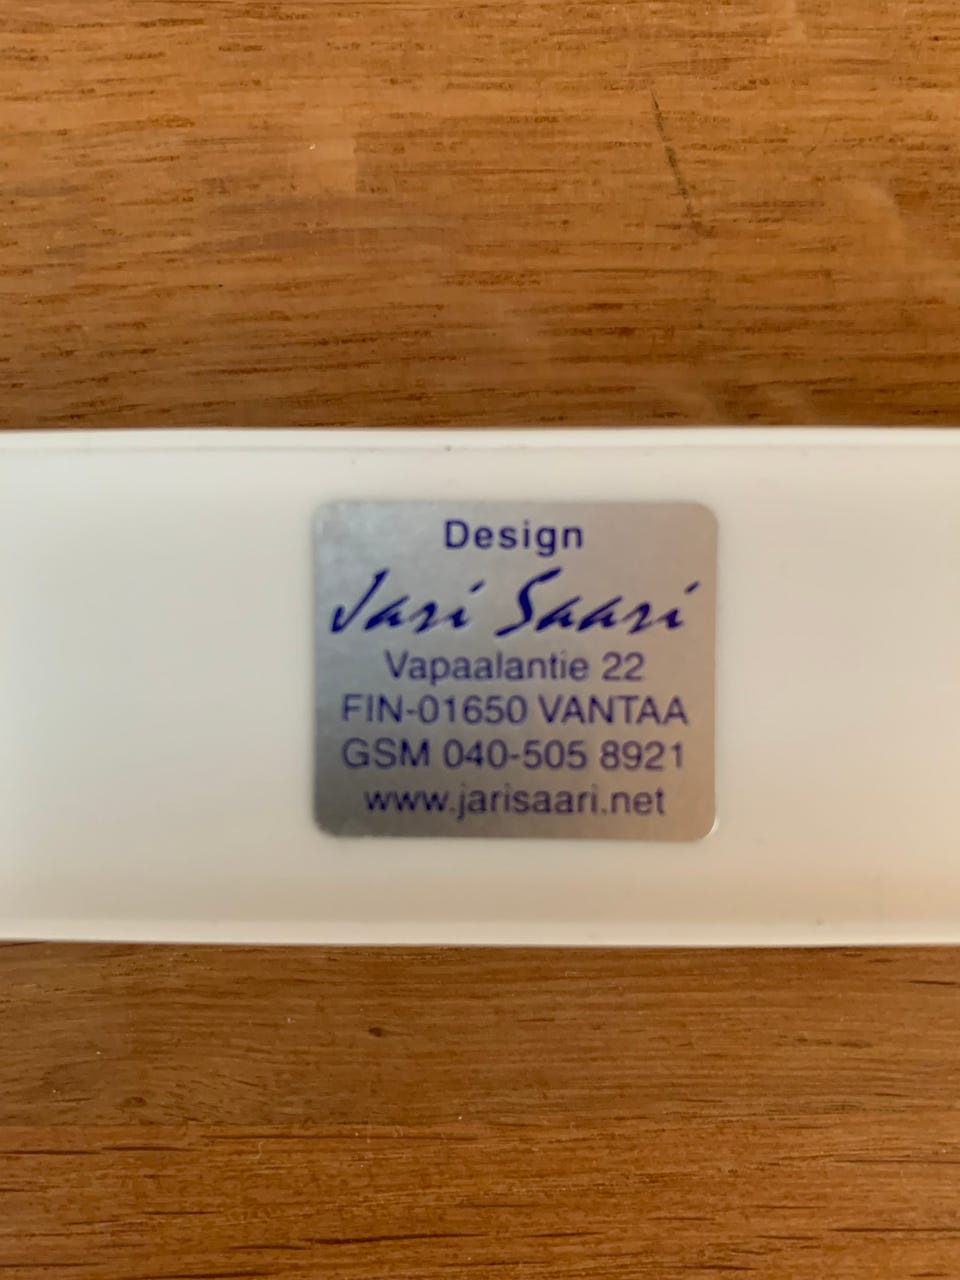 Design
Jari Saari
Vapaalantie 22
FIN-01650 VANTAA
GSM 040-505 8921
www.jarisaari.net